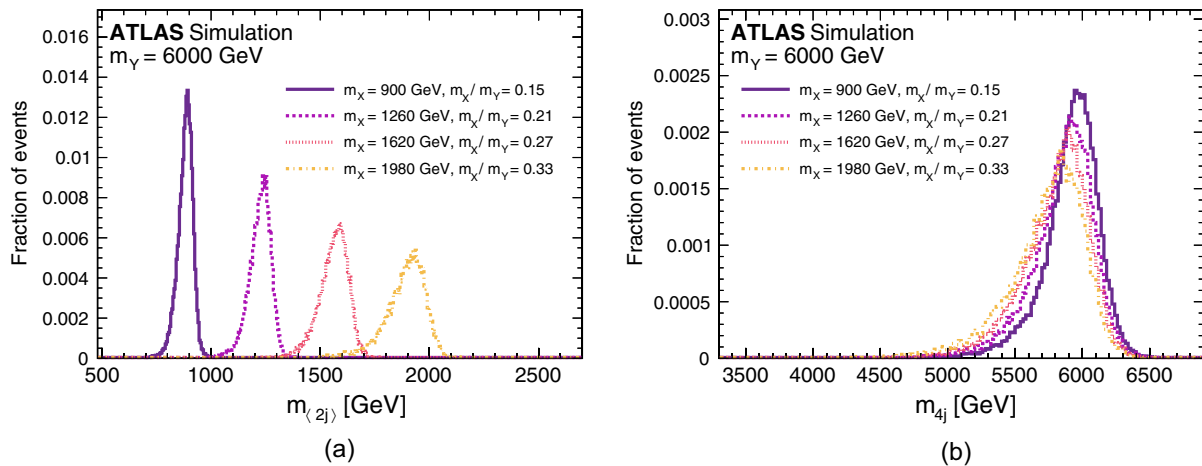 ATLAS Simulation
m_Y = 6000 GeV
m_X = 900 GeV, m_X / m_Y = 0.15
m_X = 1260 GeV, m_X / m_Y = 0.21
m_X = 1620 GeV, m_X / m_Y = 0.27
m_X = 1980 GeV, m_X / m_Y = 0.33
Fraction of events
0.016
0.014
0.012
0.01
0.008
0.006
0.004
0.002
0
500 1000 1500 2000 2500
m⟨2j⟩ [GeV]
(a)
ATLAS Simulation
m_Y = 6000 GeV
m_X = 900 GeV, m_X / m_Y = 0.15
m_X = 1260 GeV, m_X / m_Y = 0.21
m_X = 1620 GeV, m_X / m_Y = 0.27
m_X = 1980 GeV, m_X / m_Y = 0.33
Fraction of events
0.003
0.0025
0.002
0.0015
0.001
0.0005
0
3500 4000 4500 5000 5500 6000 6500
m_4j [GeV]
(b)